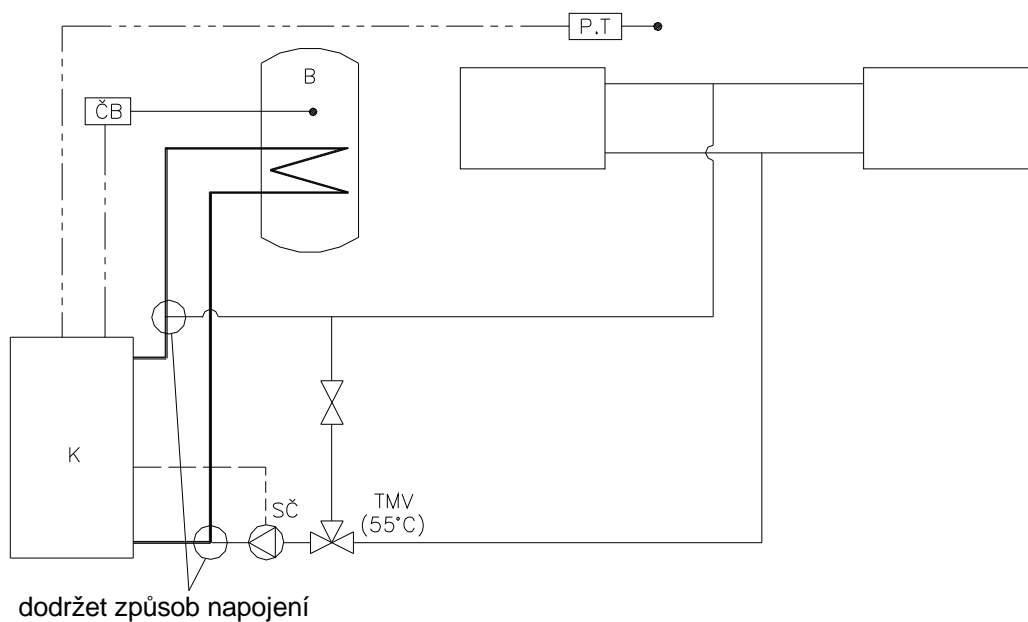 P.T
B
ČB
K
SČ
TMV
(55°C)
dodržet způsob napojení